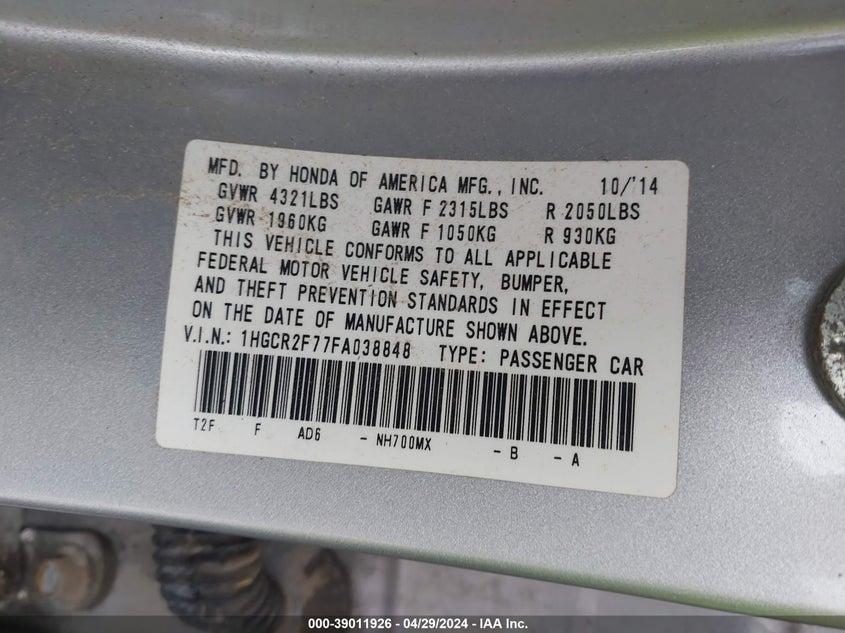 MFD. BY HONDA OF AMERICA MFG., INC. 10/'14
GVWR 4321LBS GAWR F 2315LBS R 2050LBS
GVWR 1960KG GAWR F 1050KG R 930KG
THIS VEHICLE CONFORMS TO ALL APPLICABLE
FEDERAL MOTOR VEHICLE SAFETY, BUMPER,
AND THEFT PREVENTION STANDARDS IN EFFECT
ON THE DATE OF MANUFACTURE SHOWN ABOVE.
V.I.N.: 1HGCR2F77FA038848 TYPE: PASSENGER CAR
T2F F AD6 - NH700MX - B - A
000-39011926 / 04/29/2024 - IAA Inc.